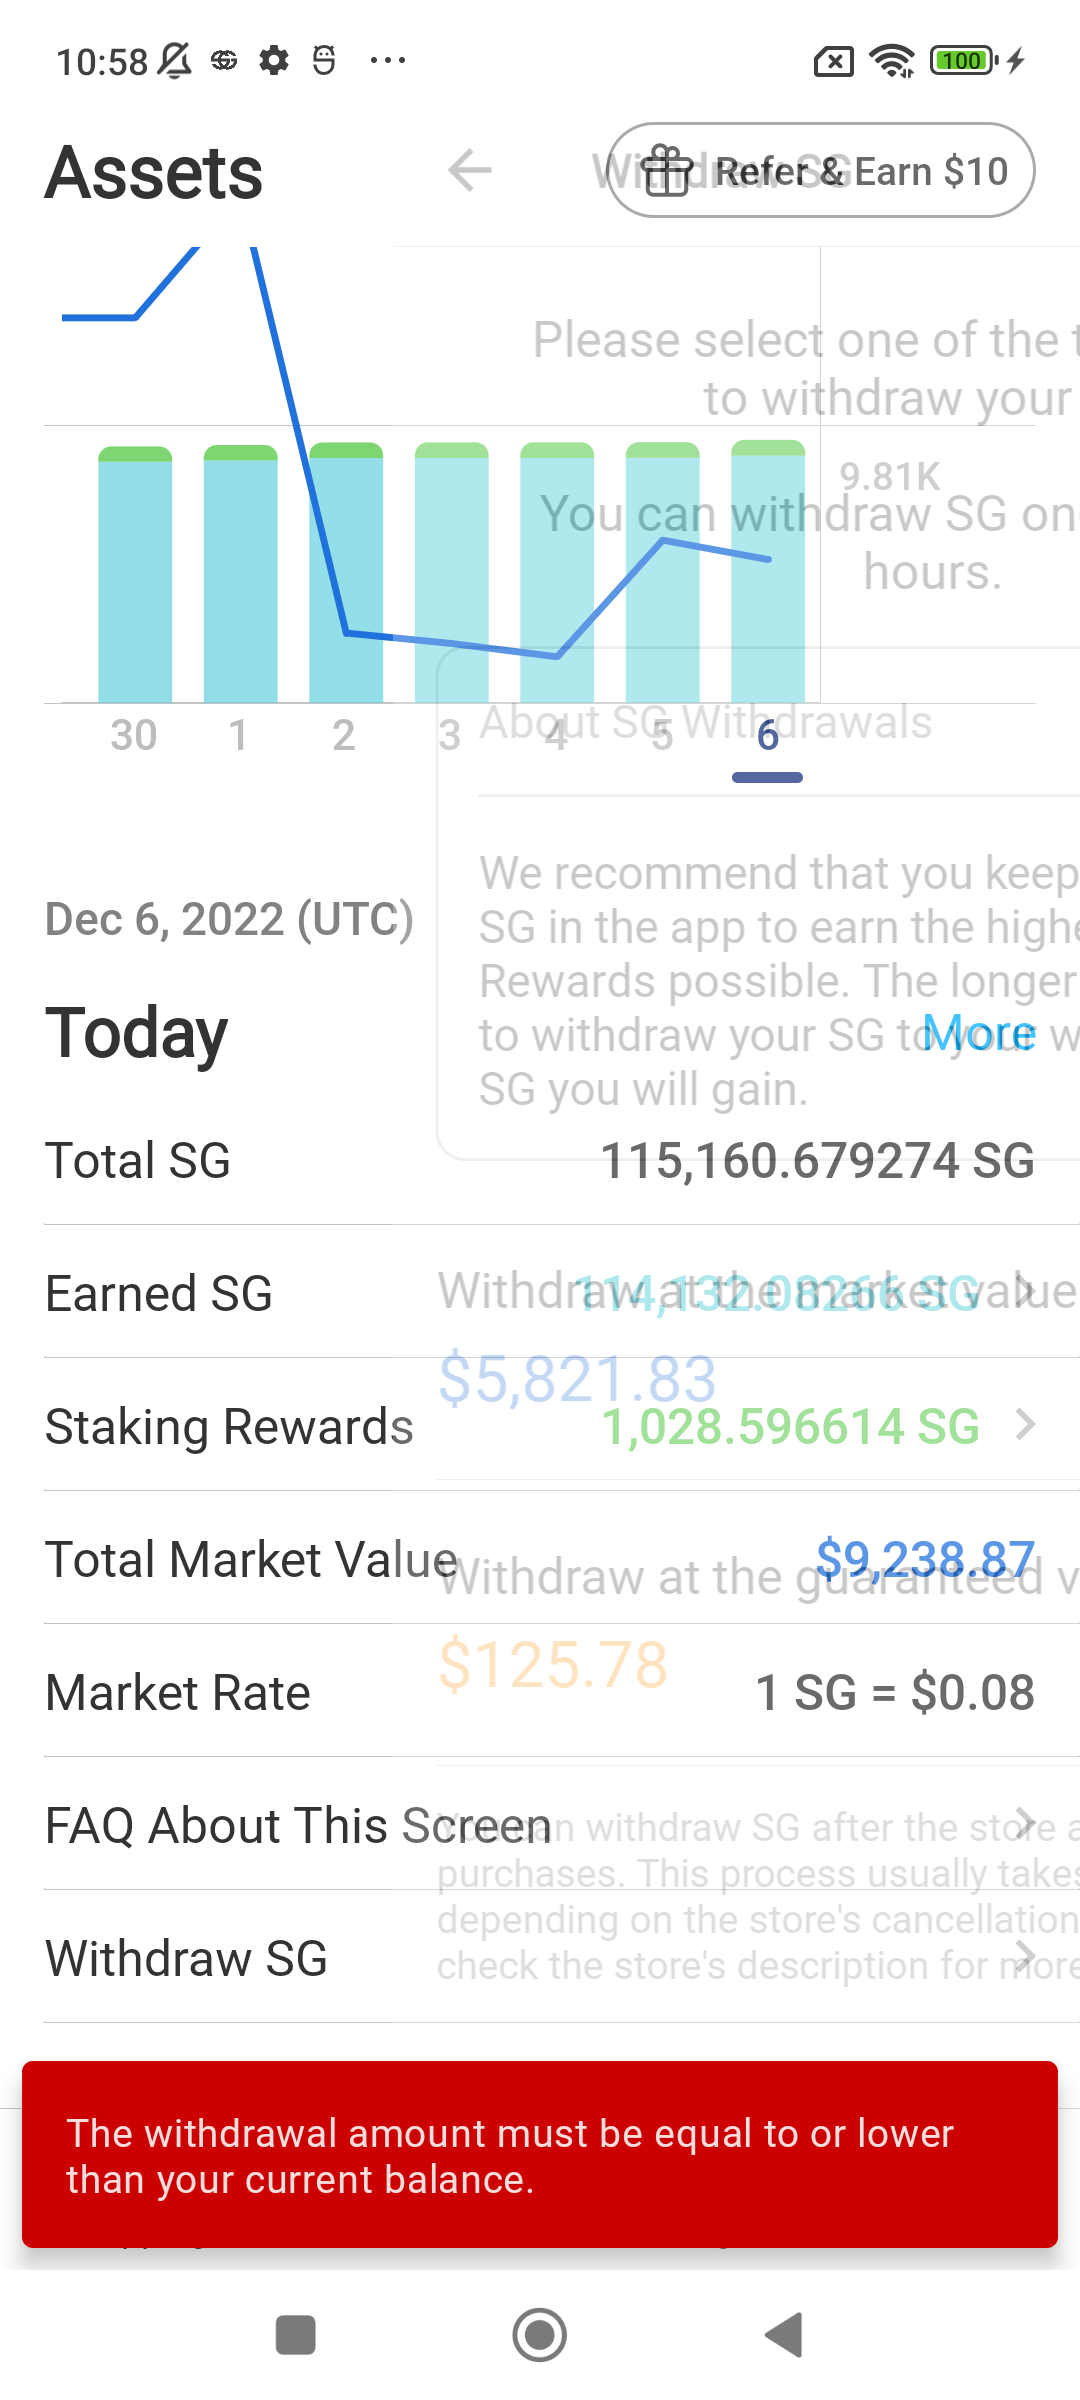 10:58
100
Assets
Withdraw SG
Refer & Earn $10
Please select one of the
to withdraw your
9.81K
You can withdraw SG
hours.
30 1 2 3 4 5 6
About SG Withdrawals
We recommend that you keep
SG in the app to earn the
Rewards possible. The longer
to withdraw your SG to your
SG you will gain.
Dec 6, 2022 (UTC)
Today
More
Total SG
115,160.679274 SG
Earned SG
114,132.08266 SG
Withdraw at the market value
$5,821.83
Staking Rewards
1,028.596614 SG
Total Market Value
$9,238.87
Withdraw at the guaranteed
$125.78
Market Rate
1 SG = $0.08
FAQ About This Screen
You can withdraw SG after the store
purchases. This process usually takes
depending on the store's cancellation
check the store's description for more
Withdraw SG
The withdrawal amount must be equal to or lower
than your current balance.